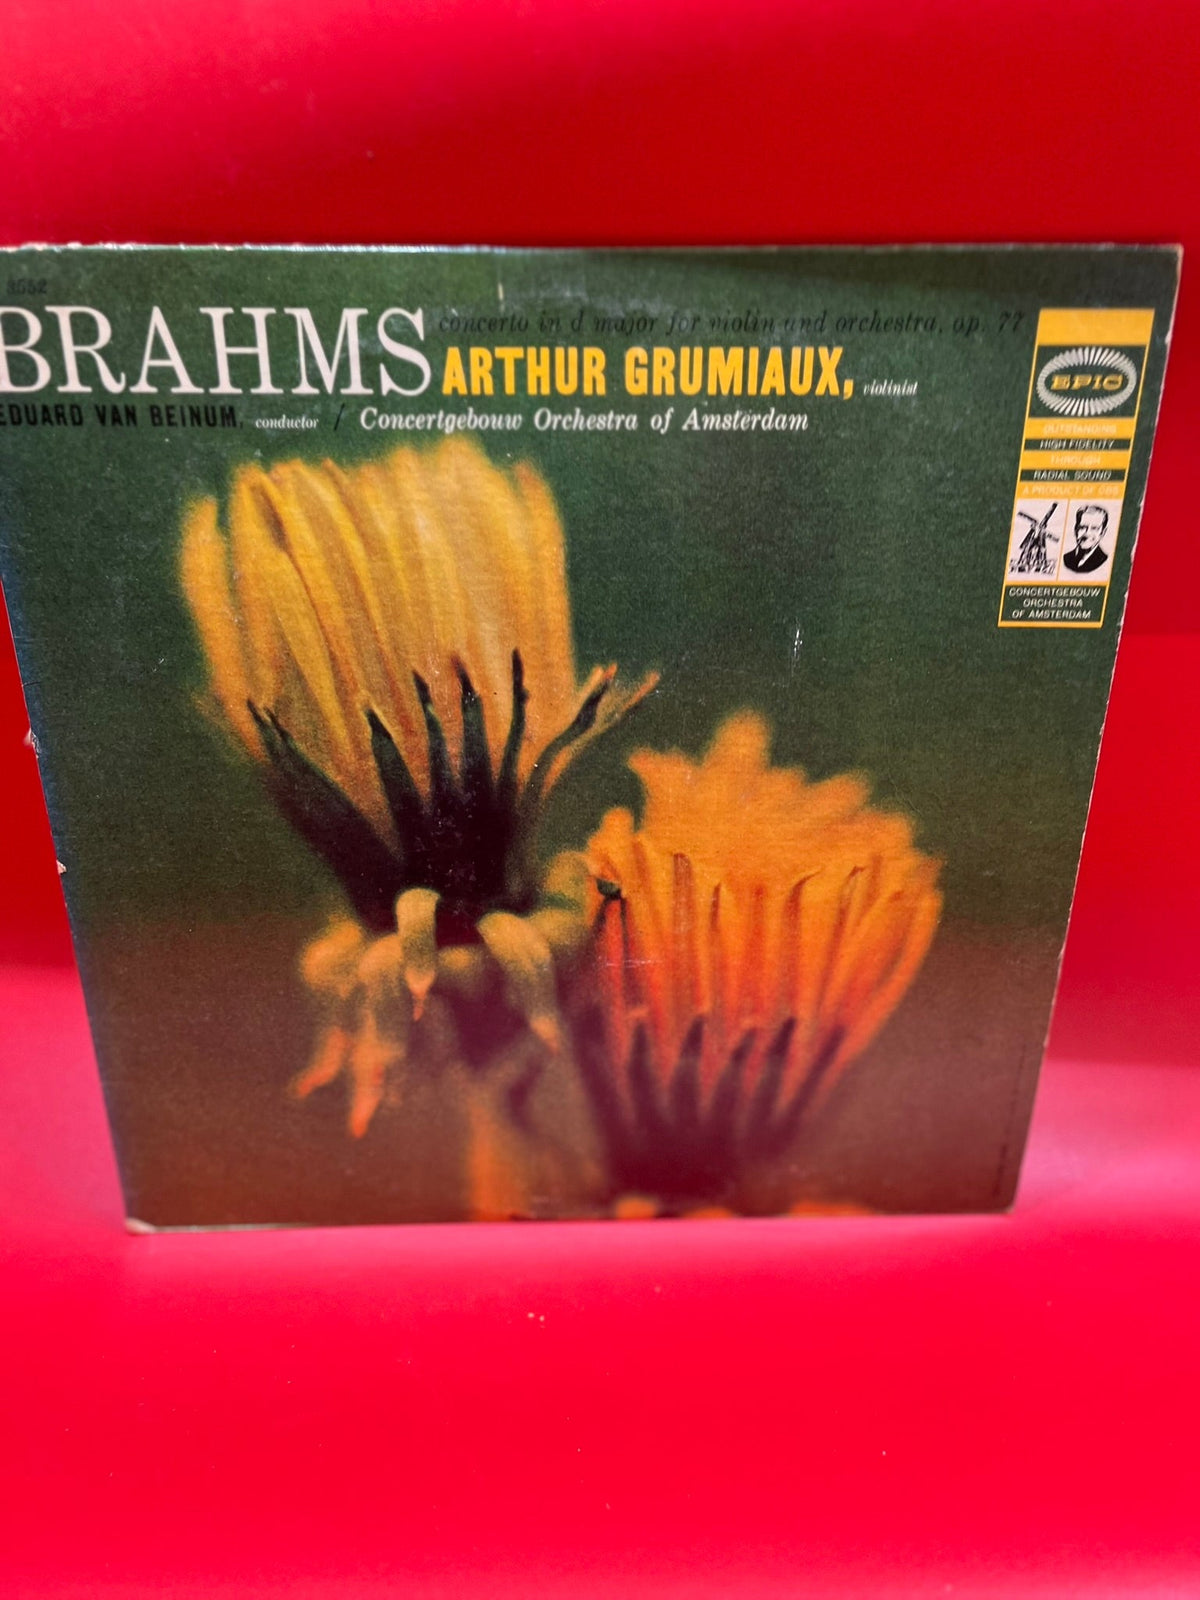 3552
BRAHMS
concerto in d major for violin and orchestra, op. 77
ARTHUR GRUMIAUX, violinist
EDUARD VAN BEINUM, conductor / Concertgebouw Orchestra of Amsterdam
EPIC
OUTSTANDING
HIGH FIDELITY
THROUGH
RADIAL SOUND
A PRODUCT OF CBS
CONCERTGEBOUW
ORCHESTRA
OF AMSTERDAM